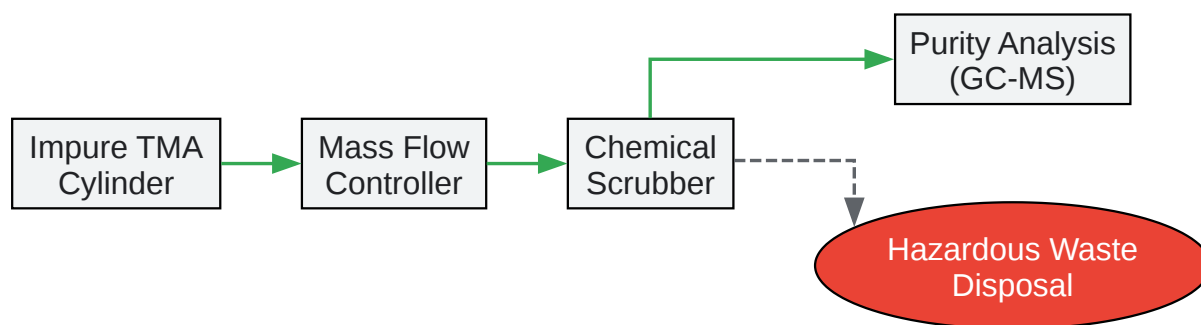 Purity Analysis
(GC-MS)
Impure TMA
Cylinder
Mass Flow
Controller
Chemical
Scrubber
Hazardous Waste
Disposal